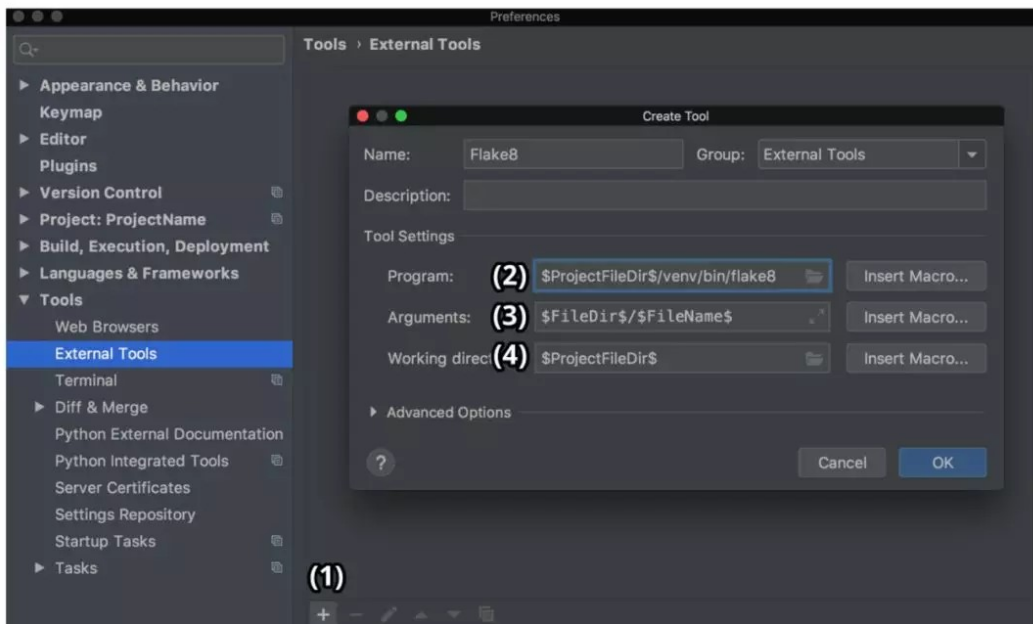 Preferences
Tools › External Tools
Appearance & Behavior
Keymap
Editor
Plugins
Version Control
Project: ProjectName
Build, Execution, Deployment
Languages & Frameworks
Tools
Web Browsers
External Tools
Terminal
Diff & Merge
Python External Documentation
Python Integrated Tools
Server Certificates
Settings Repository
Startup Tasks
Tasks
Create Tool
Name: Flake8 Group: External Tools
Description:
Tool Settings
Program: (2) $ProjectFileDir$/venv/bin/flake8 Insert Macro...
Arguments: (3) $FileDir$/$FileName$ Insert Macro...
Working direct (4) $ProjectFileDir$ Insert Macro...
Advanced Options
? Cancel OK
(1)